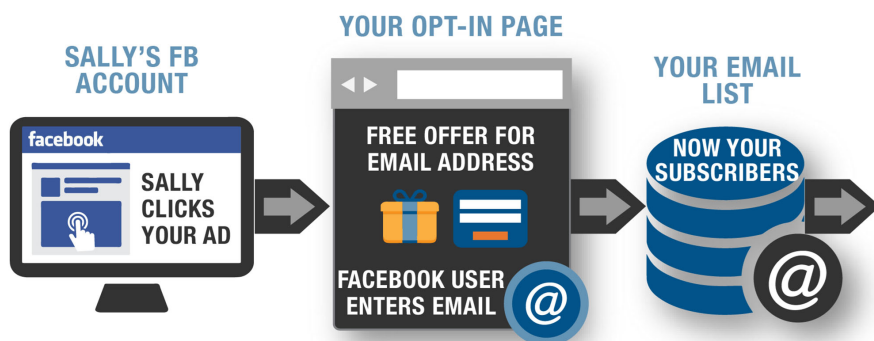 SALLY'S FB
ACCOUNT
facebook
SALLY
CLICKS
YOUR AD
YOUR OPT-IN PAGE
FREE OFFER FOR
EMAIL ADDRESS
FACEBOOK USER
ENTERS EMAIL
@
YOUR EMAIL
LIST
NOW YOUR
SUBSCRIBERS
@